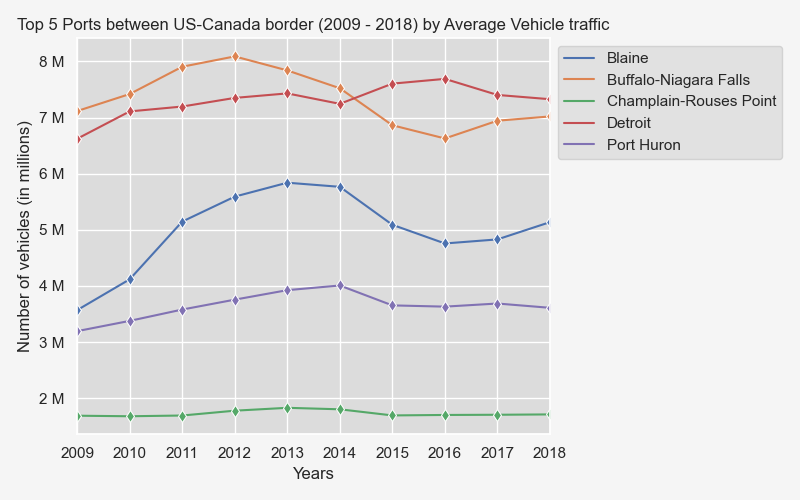 Top 5 Ports between US-Canada border (2009 - 2018) by Average Vehicle traffic
Blaine
Buffalo-Niagara Falls
Champlain-Rouses Point
Detroit
Port Huron
Number of vehicles (in millions)
8 M
7 M
6 M
5 M
4 M
3 M
2 M
2009 2010 2011 2012 2013 2014 2015 2016 2017 2018
Years